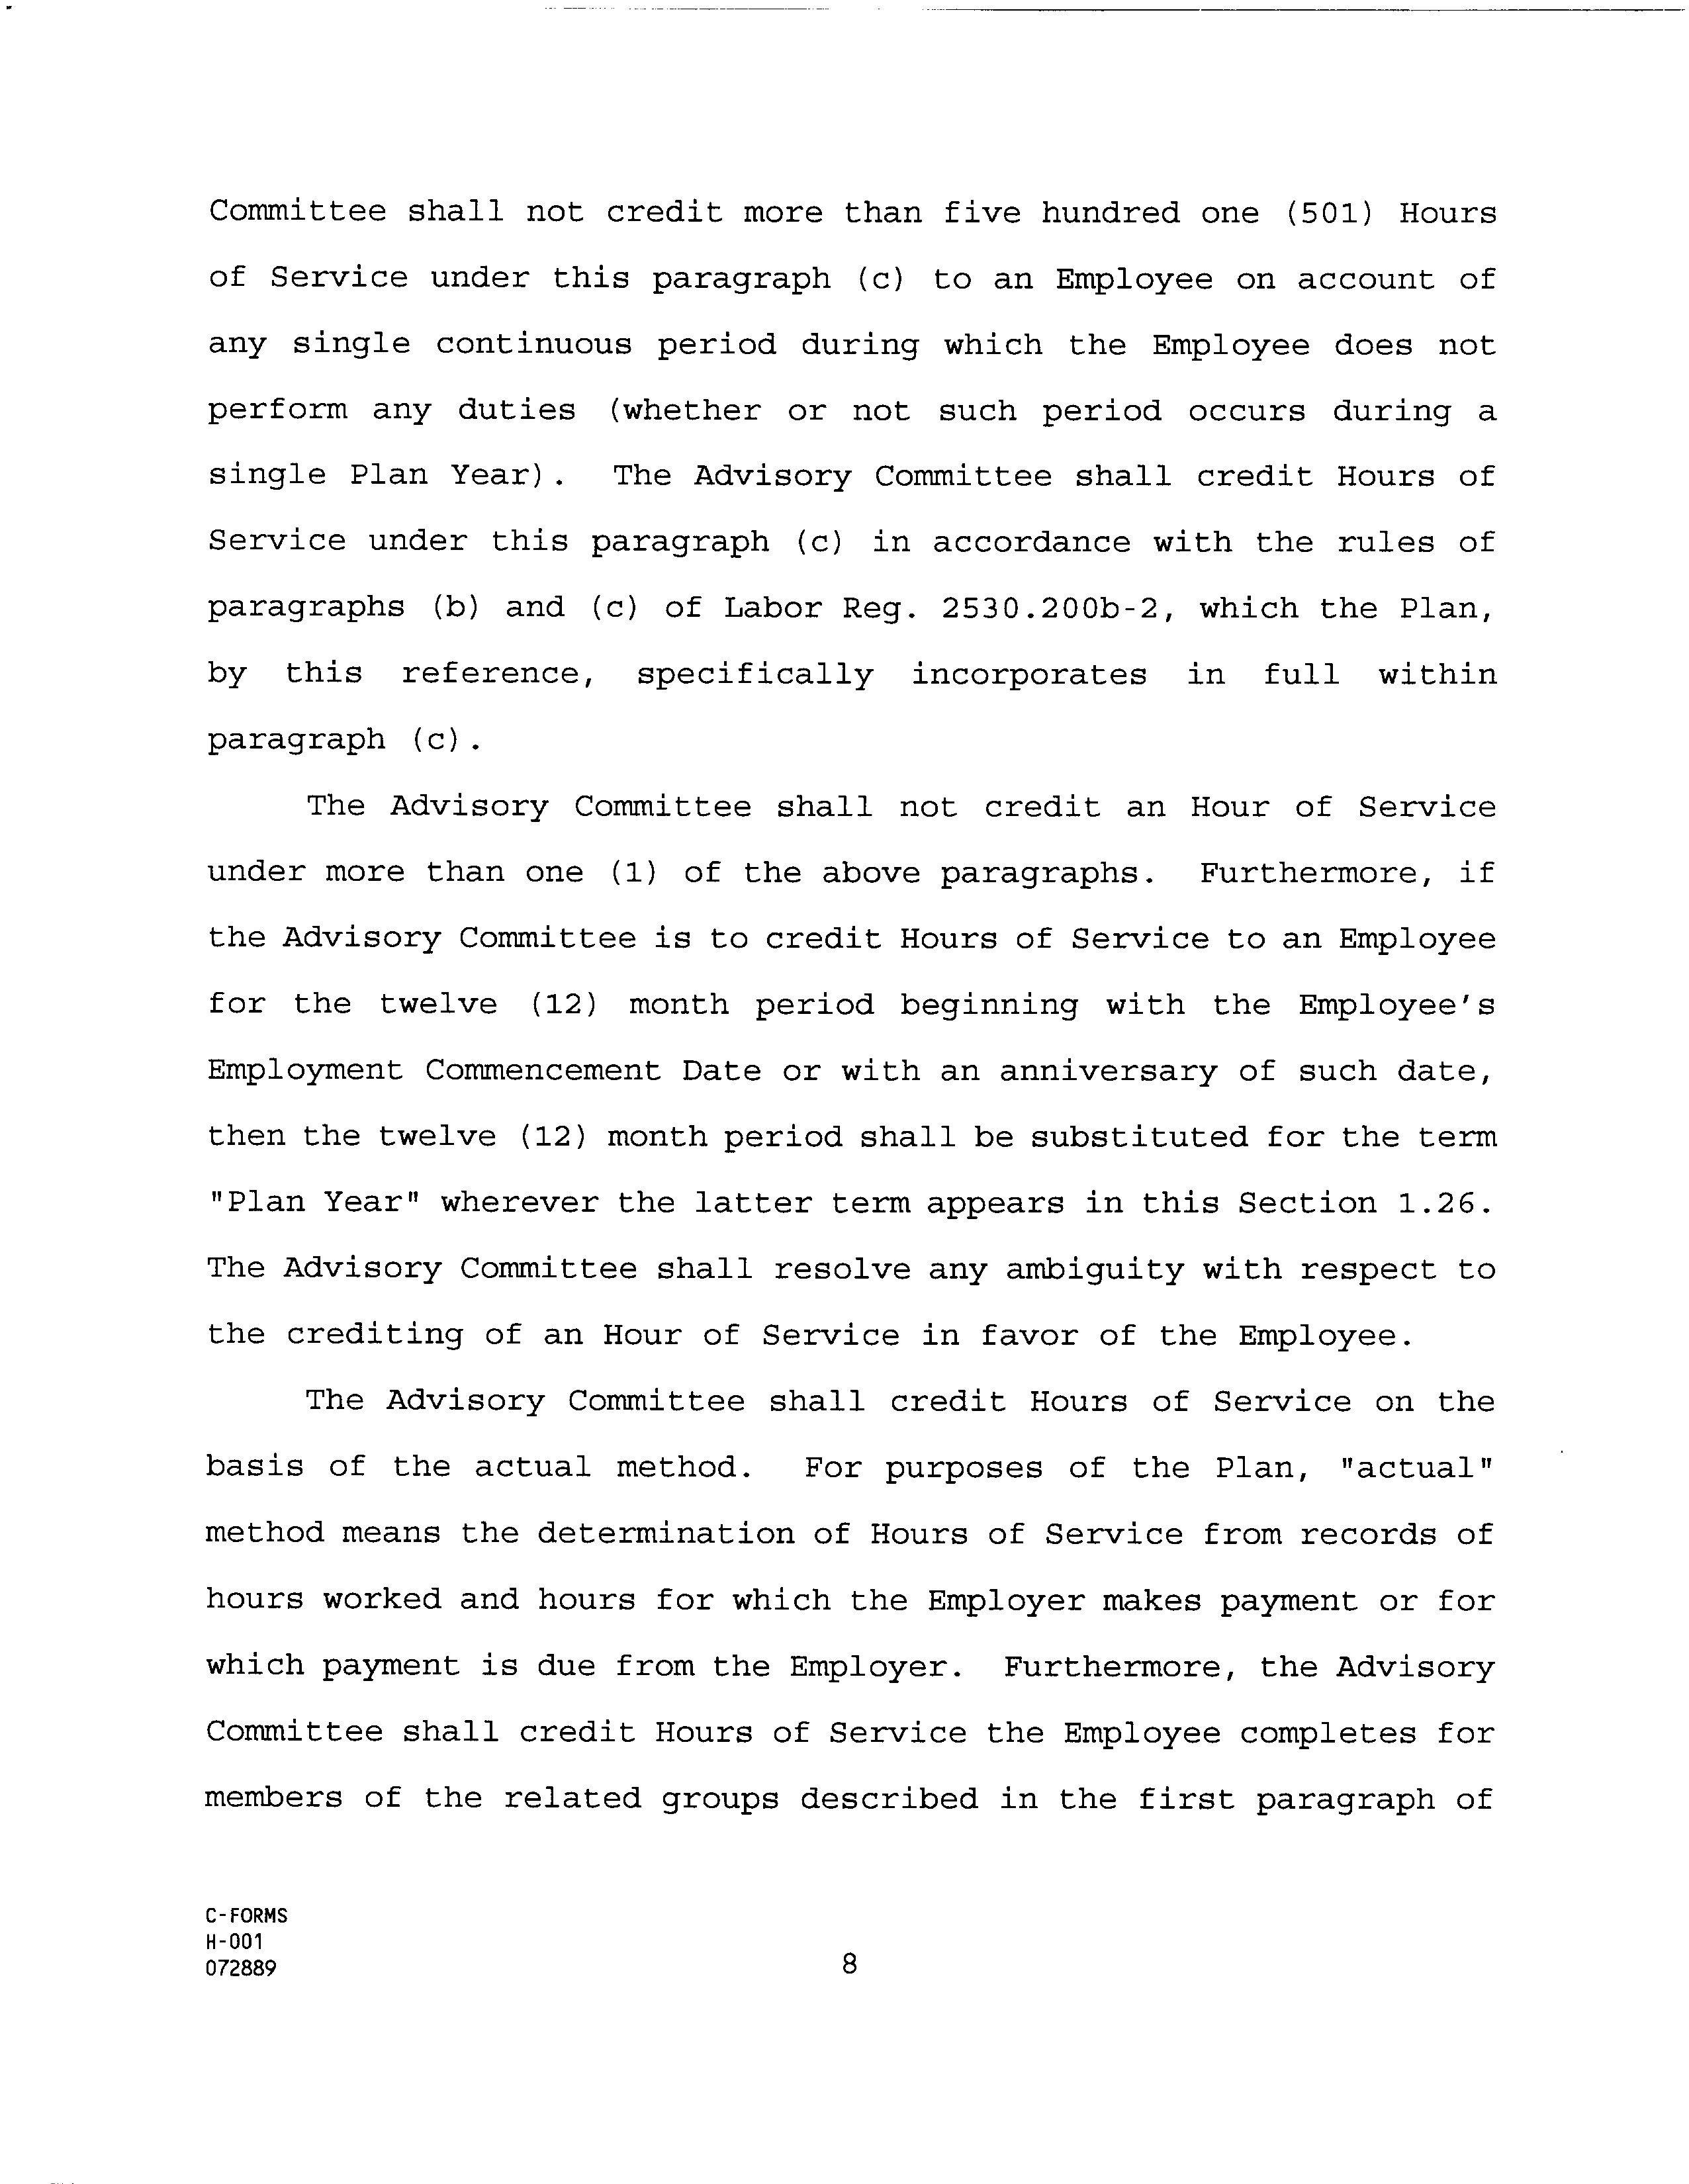 Committee shall not credit more than five hundred one (501) Hours
of Service under this paragraph (c) to an Employee on account of
any single continuous period during which the Employee does not
perform any duties (whether or not such period occurs during a
single Plan Year). The Advisory Committee shall credit Hours of
Service under this paragraph (c) in accordance with the rules of
paragraphs (b) and (c) of Labor Reg. 2530.200b-2, which the Plan,
by this reference, specifically incorporates in full within
paragraph (c).
The Advisory Committee shall not credit an Hour of Service
under more than one (1) of the above paragraphs. Furthermore, if
the Advisory Committee is to credit Hours of Service to an Employee
for the twelve (12) month period beginning with the Employee's
Employment Commencement Date or with an anniversary of such date,
then the twelve (12) month period shall be substituted for the term
"Plan Year" wherever the latter term appears in this Section 1.26.
The Advisory Committee shall resolve any ambiguity with respect to
the crediting of an Hour of Service in favor of the Employee.
The Advisory Committee shall credit Hours of Service on the
basis of the actual method. For purposes of the Plan, "actual"
method means the determination of Hours of Service from records of
hours worked and hours for which the Employer makes payment or for
which payment is due from the Employer. Furthermore, the Advisory
Committee shall credit Hours of Service the Employee completes for
members of the related groups described in the first paragraph of
C-FORMS
H-001
072889
8